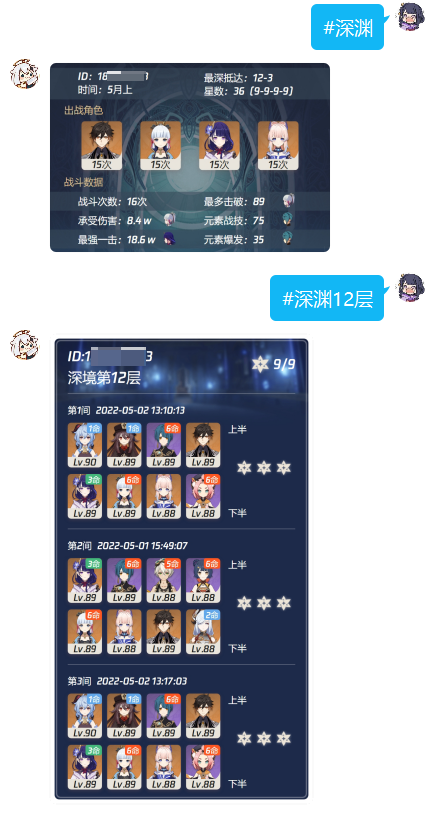 #深渊
ID: 16 3
最深抵达: 12-3
时间: 5月上
星数: 36 (9-9-9-9)
出战角色
15次 15次 15次 15次
战斗数据
战斗次数: 16次
最多击破: 89
承受伤害: 8.4 w
元素战技: 75
最强一击: 18.6 w
元素爆发: 35
#深渊12层
ID:1 3
9/9
深境第12层
第1间 2022-05-02 13:10:13
1命 1命 6命
上半
Lv.90 Lv.89 Lv.89 Lv.89
3命 6命 6命
Lv.89 Lv.89 Lv.88 Lv.88
下半
第2间 2022-05-01 15:49:07
3命 6命 5命 6命
上半
Lv.89 Lv.89 Lv.88 Lv.88
6命 2命
Lv.89 Lv.88 Lv.89 Lv.88
下半
第3间 2022-05-02 13:17:03
1命 1命 6命
上半
Lv.90 Lv.89 Lv.89 Lv.89
3命 6命 6命
Lv.89 Lv.89 Lv.88 Lv.88
下半